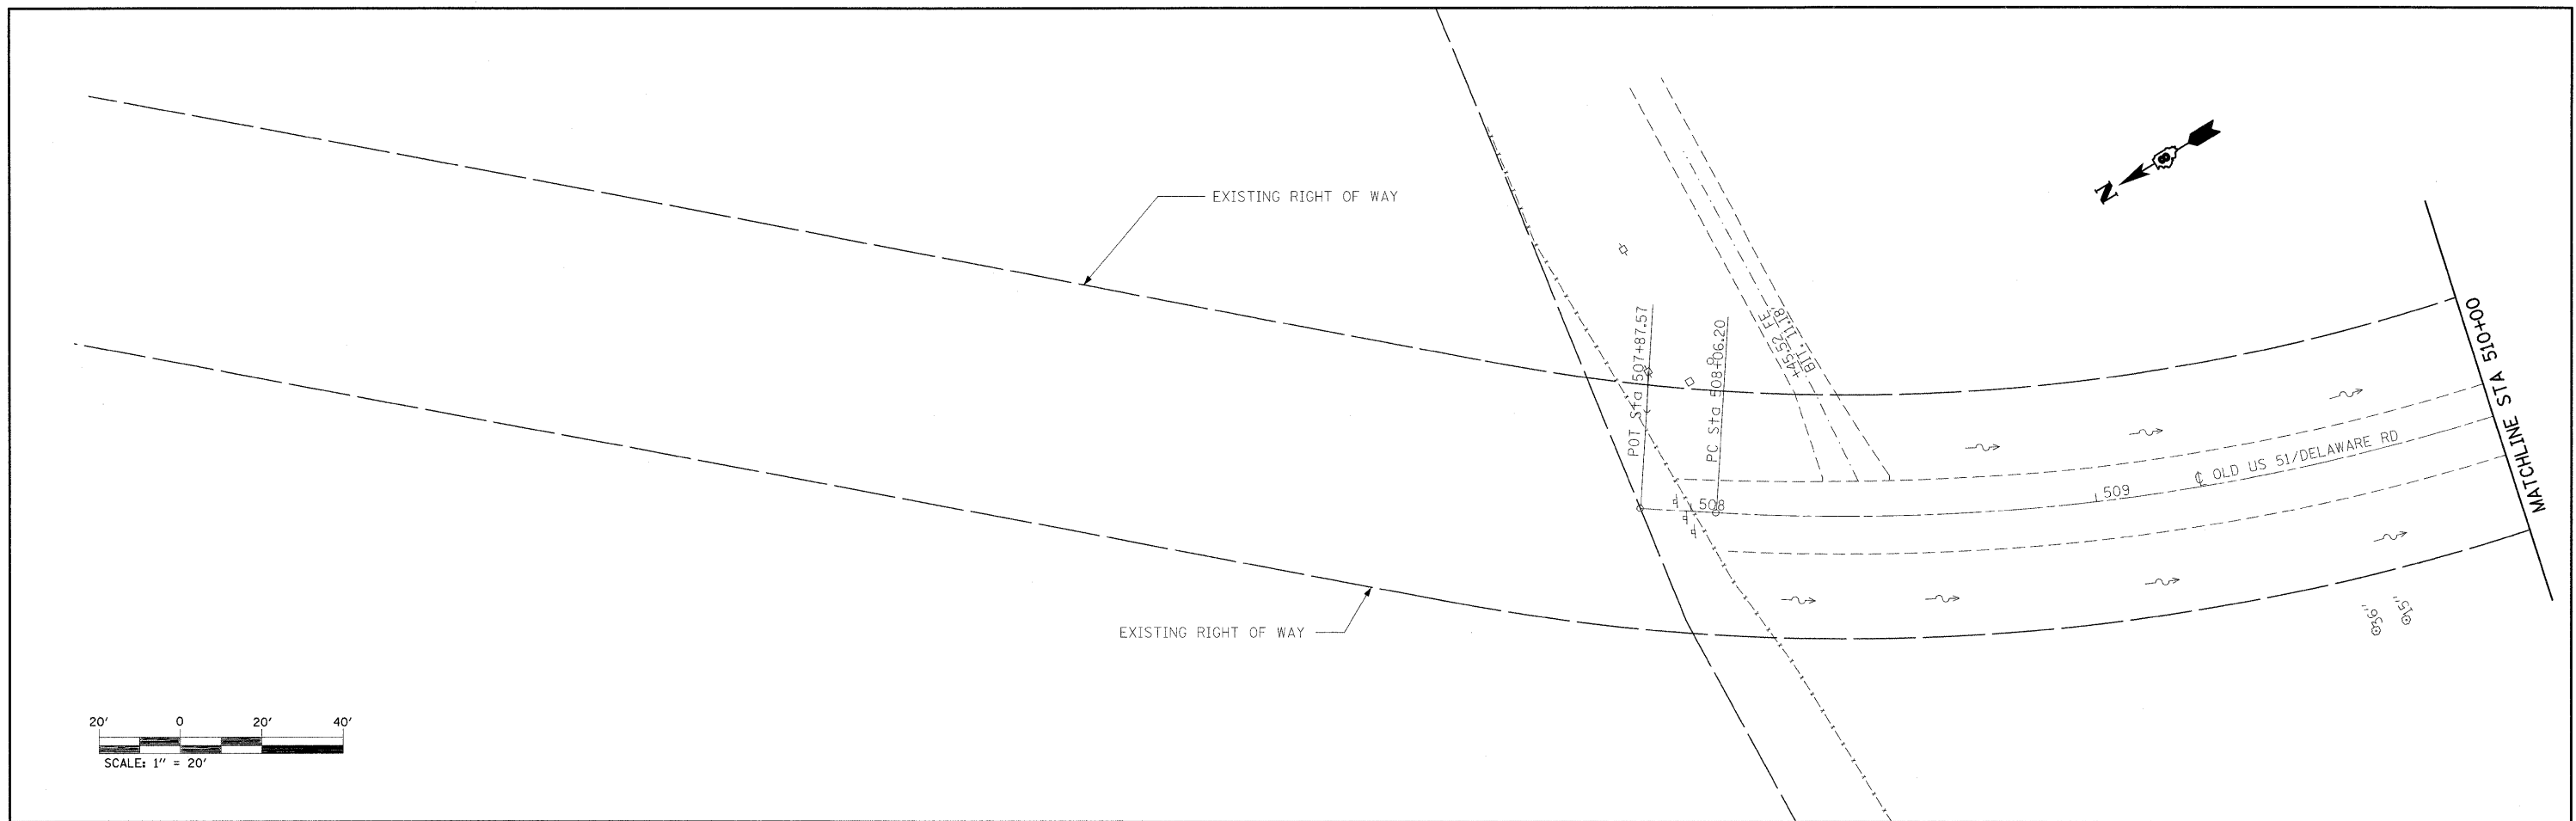 EXISTING RIGHT OF WAY
N
8
POT Sta 507+87.57
PC Sta 508+06.20
+45.52 FE
BIT. 11.18'
MATCHLINE STA 510+00
508
509
℄ OLD US 51/DELAWARE RD
36"
15"
EXISTING RIGHT OF WAY
20' 0 20' 40'
SCALE: 1" = 20'